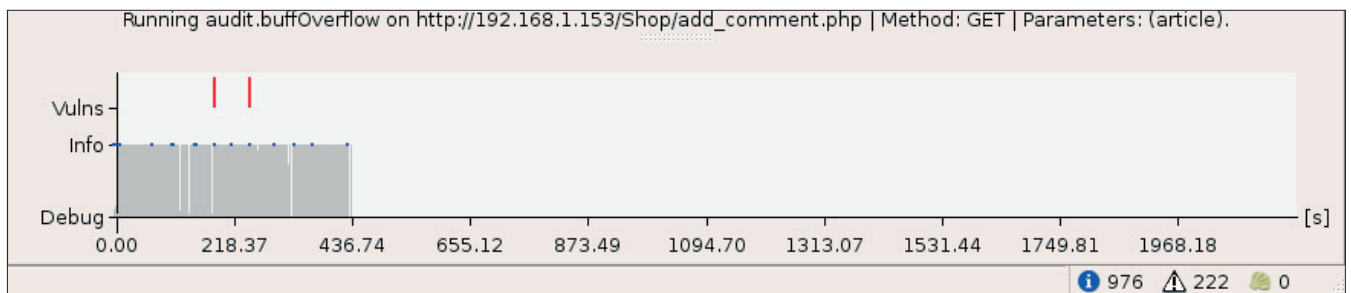 Running audit.buffOverflow on http://192.168.1.153/Shop/add_comment.php | Method: GET | Parameters: (article).
Vulns
Info
Debug
[s]
0.00 218.37 436.74 655.12 873.49 1094.70 1313.07 1531.44 1749.81 1968.18
976 222 0